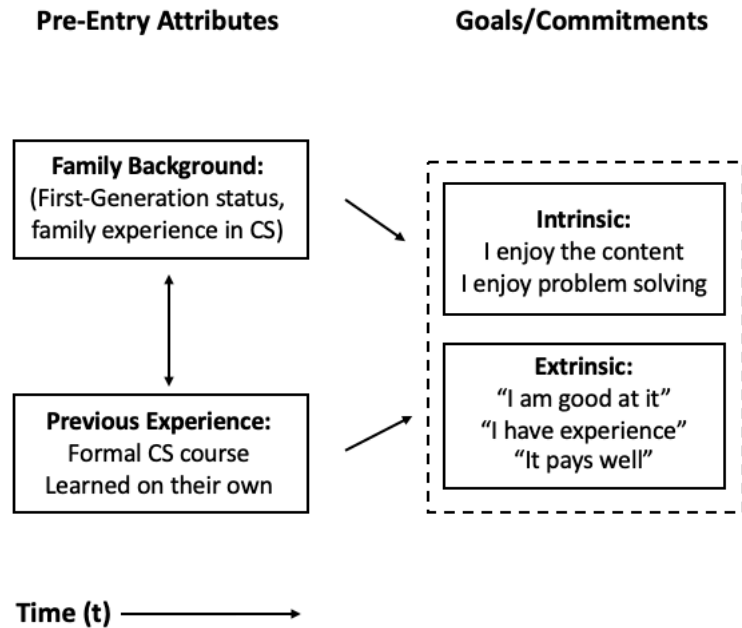 Pre-Entry Attributes
Goals/Commitments
Family Background:
(First-Generation status,
family experience in CS)
Previous Experience:
Formal CS course
Learned on their own
Intrinsic:
I enjoy the content
I enjoy problem solving
Extrinsic:
“I am good at it”
“I have experience”
“It pays well”
Time (t)